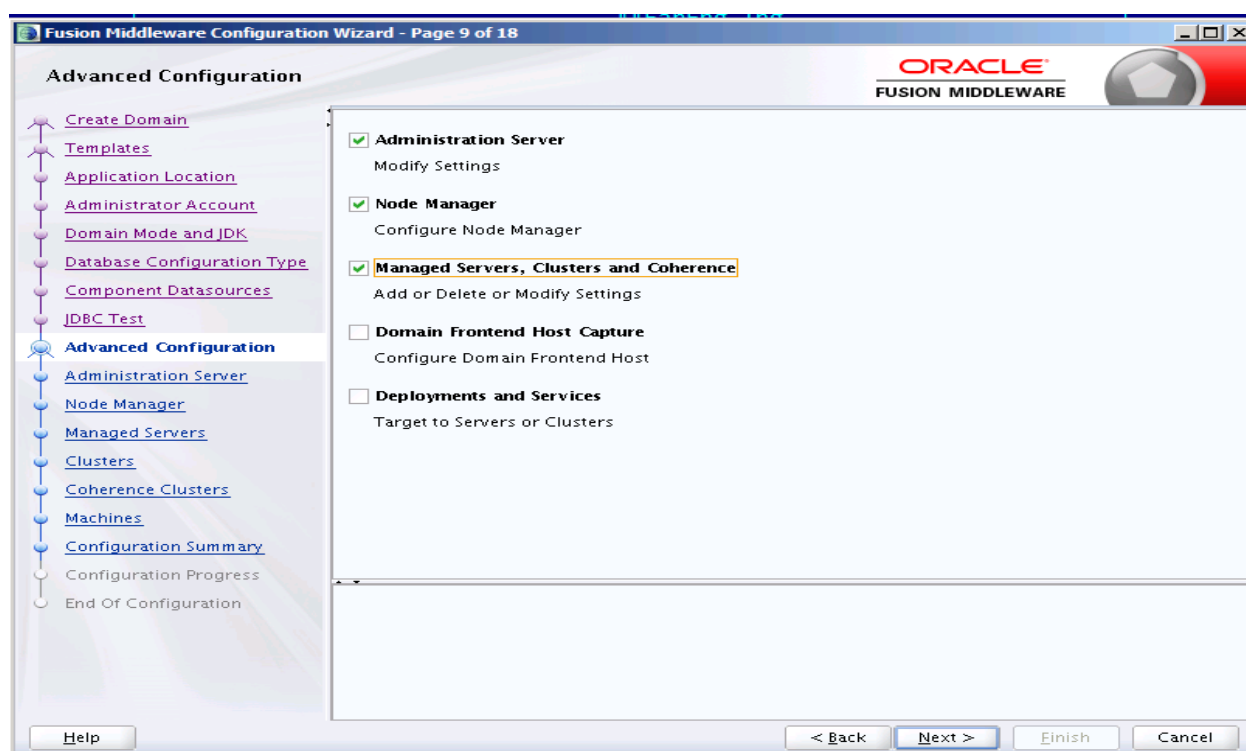 Fusion Middleware Configuration Wizard - Page 9 of 18
Advanced Configuration
ORACLE
FUSION MIDDLEWARE
Create Domain
Templates
Application Location
Administrator Account
Domain Mode and JDK
Database Configuration Type
Component Datasources
JDBC Test
Advanced Configuration
Administration Server
Node Manager
Managed Servers
Clusters
Coherence Clusters
Machines
Configuration Summary
Configuration Progress
End Of Configuration
Administration Server
Modify Settings
Node Manager
Configure Node Manager
Managed Servers, Clusters and Coherence
Add or Delete or Modify Settings
Domain Frontend Host Capture
Configure Domain Frontend Host
Deployments and Services
Target to Servers or Clusters
Help
< Back
Next >
Finish
Cancel